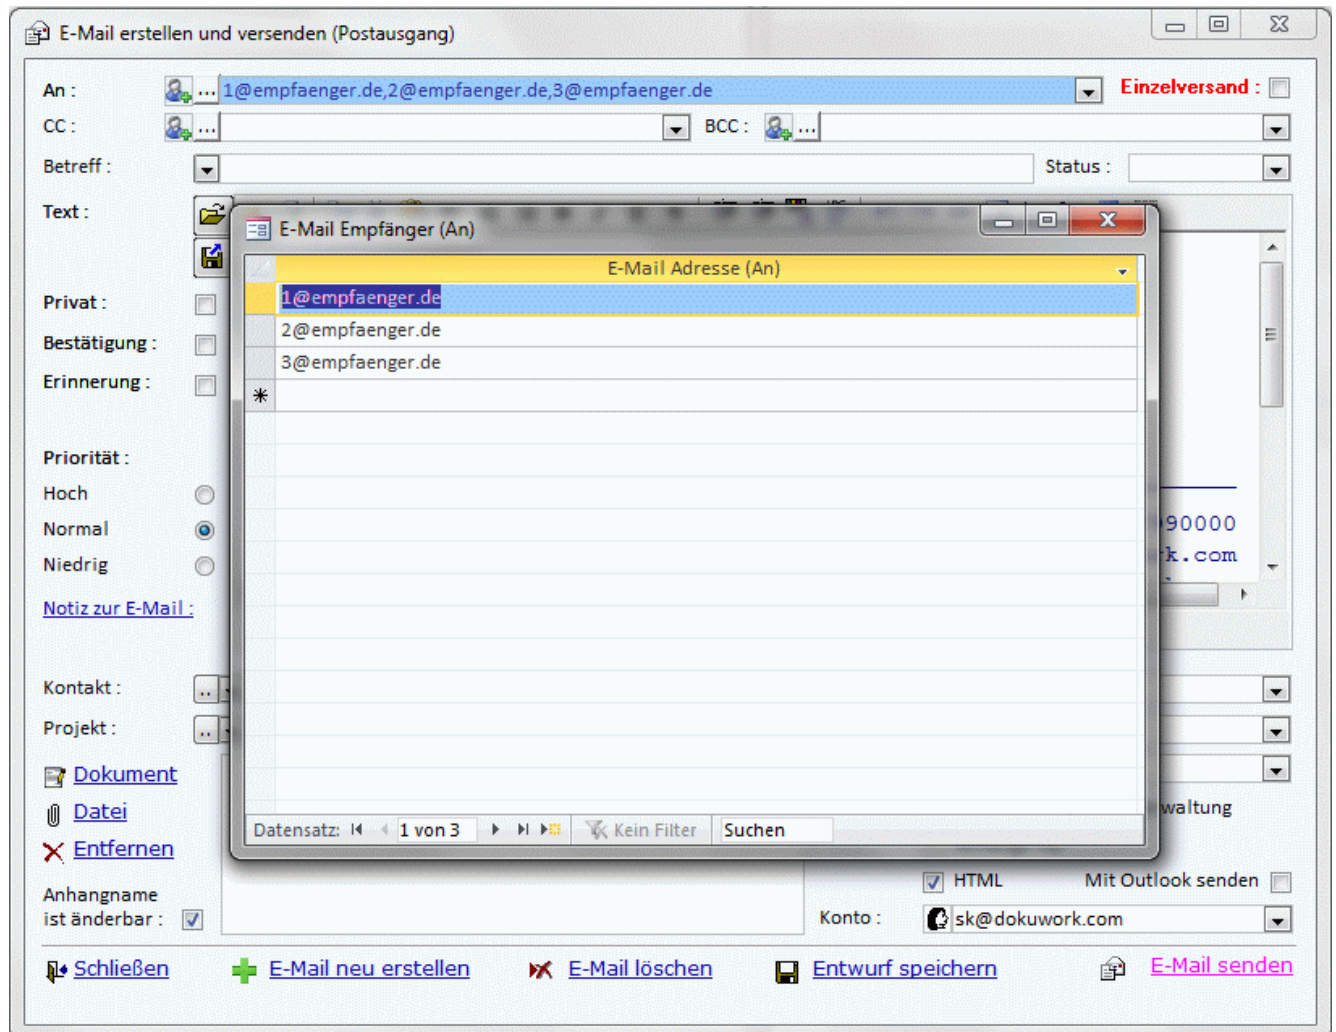 E-Mail erstellen und versenden (Postausgang)
An : ... 1@empfaenger.de,2@empfaenger.de,3@empfaenger.de Einzelversand :
CC : ... BCC : ...
Betreff : Status :
Text :
E-Mail Empfänger (An)
E-Mail Adresse (An)
1@empfaenger.de
2@empfaenger.de
3@empfaenger.de
Privat :
Bestätigung :
Erinnerung :
Priorität :
Hoch
Normal
Niedrig
90000
k.com
Notiz zur E-Mail :
Kontakt : ..
Projekt : ..
Dokument
Datei
waltung
Datensatz: 1 von 3 Kein Filter Suchen
Entfernen
HTML Mit Outlook senden
Anhangname
ist änderbar :
Konto : sk@dokuwork.com
Schließen E-Mail neu erstellen E-Mail löschen Entwurf speichern E-Mail senden